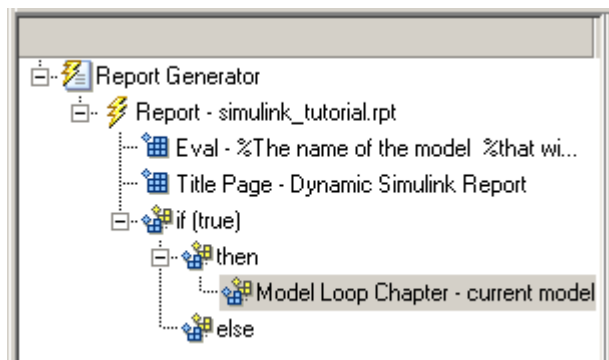 Report Generator
Report - simulink_tutorial.rpt
Eval - %The name of the model  %that wi...
Title Page - Dynamic Simulink Report
if (true)
then
Model Loop Chapter - current model
else